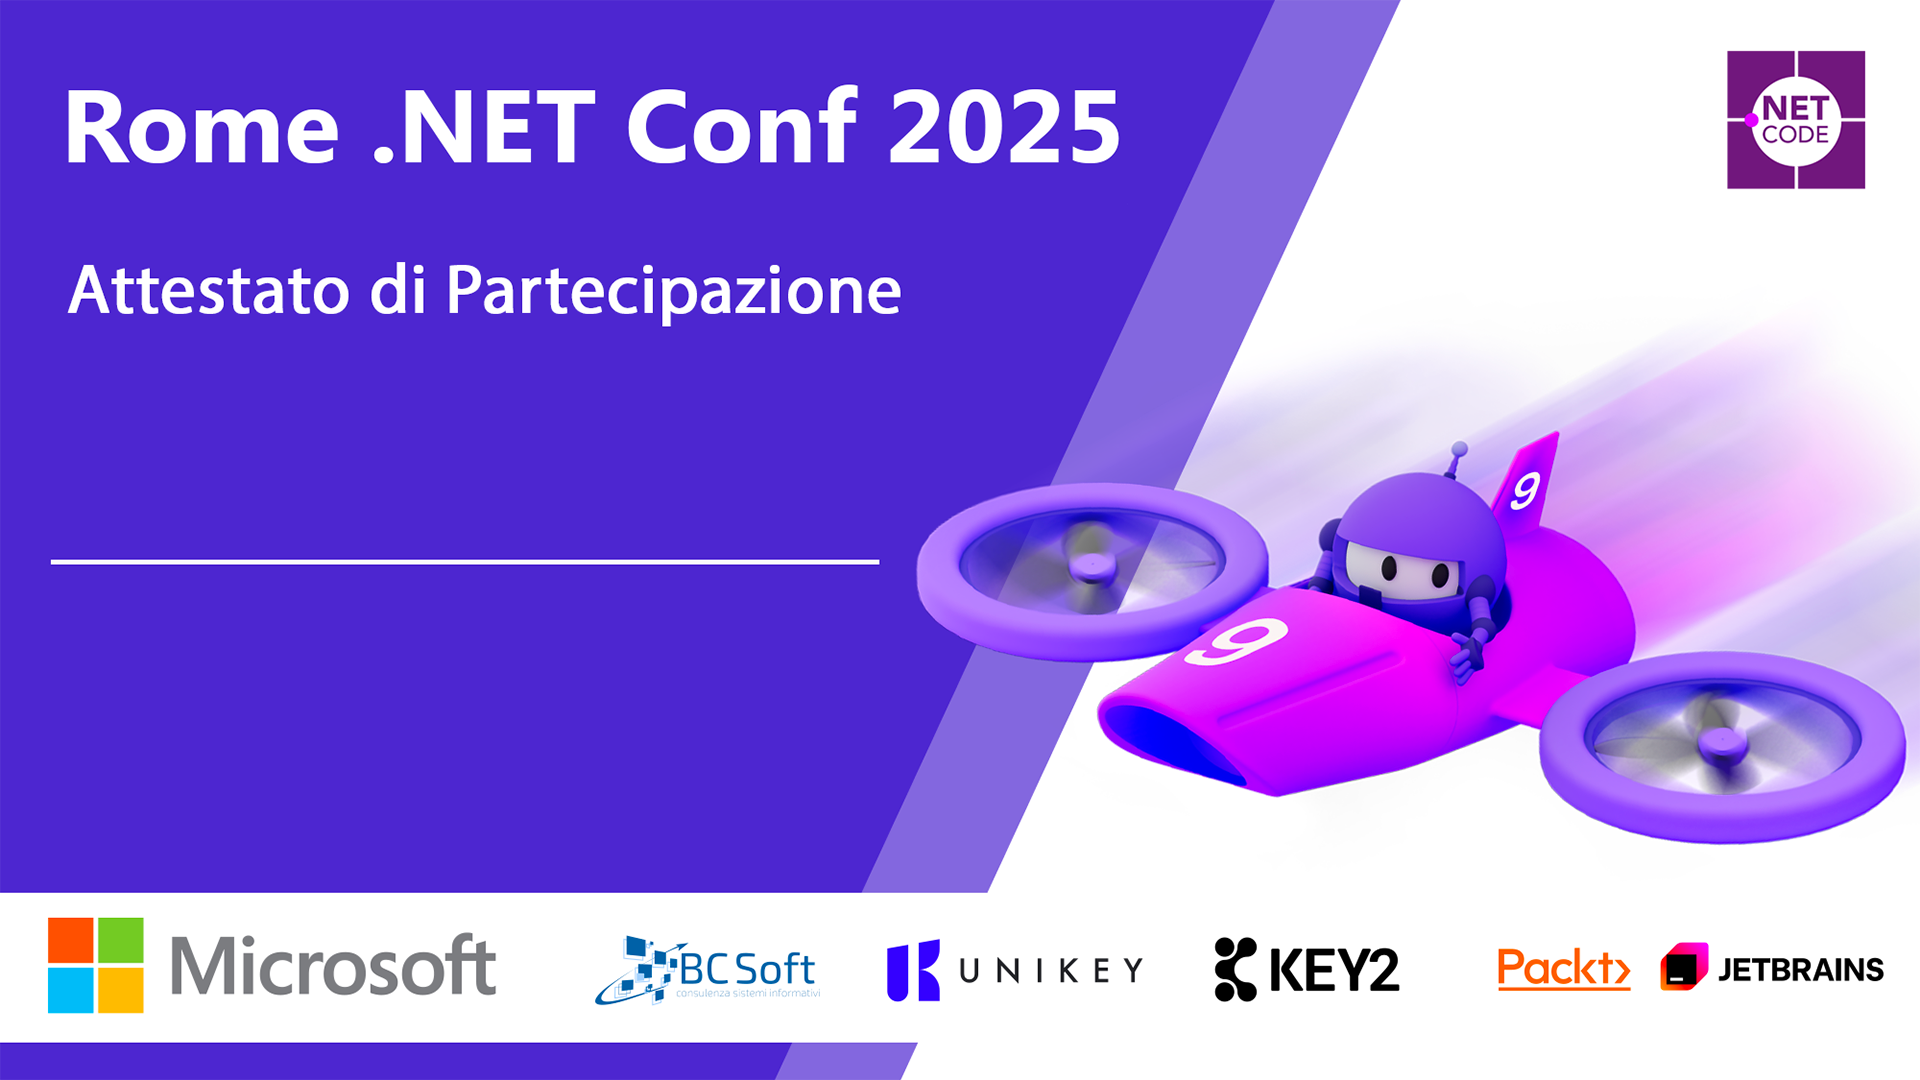 Rome .NET Conf 2025
.NET
CODE
Attestato di Partecipazione
9
9
Microsoft
BC Soft
consulenza sistemi informativi
UNIKEY
KEY2
Packt>
JETBRAINS